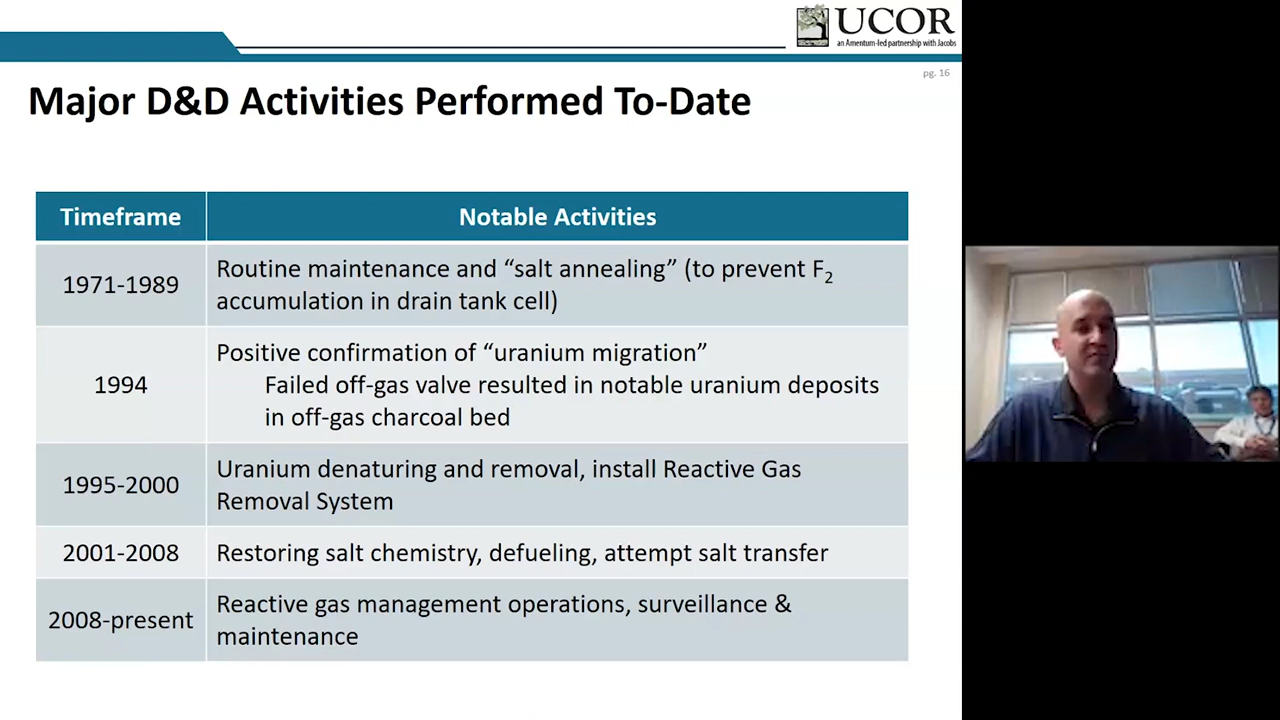 UCOR
an Amentum-led partnership with Jacobs
pg. 16
Major D&D Activities Performed To-Date
Timeframe
Notable Activities
1971-1989
Routine maintenance and “salt annealing” (to prevent F₂
accumulation in drain tank cell)
1994
Positive confirmation of “uranium migration”
Failed off-gas valve resulted in notable uranium deposits
in off-gas charcoal bed
1995-2000
Uranium denaturing and removal, install Reactive Gas
Removal System
2001-2008
Restoring salt chemistry, defueling, attempt salt transfer
2008-present
Reactive gas management operations, surveillance &
maintenance